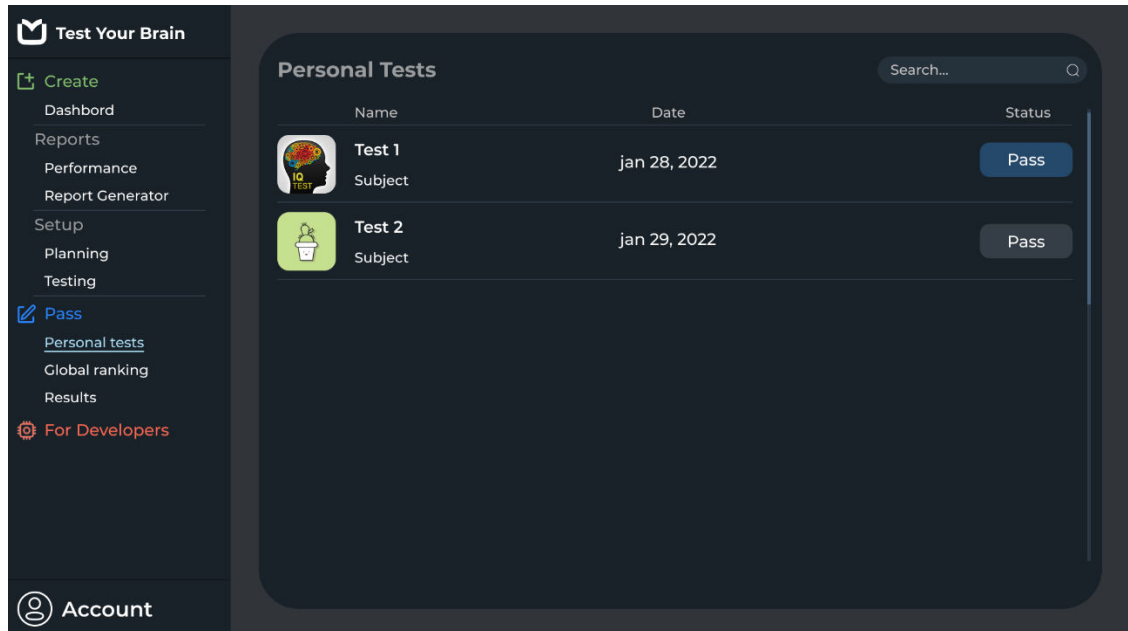 Test Your Brain
Create
Dashbord
Reports
Performance
Report Generator
Setup
Planning
Testing
Pass
Personal tests
Global ranking
Results
For Developers
Account
Personal Tests
Search...
Name Date Status
IQ
TEST
Test 1
Subject
jan 28, 2022
Pass
Test 2
Subject
jan 29, 2022
Pass